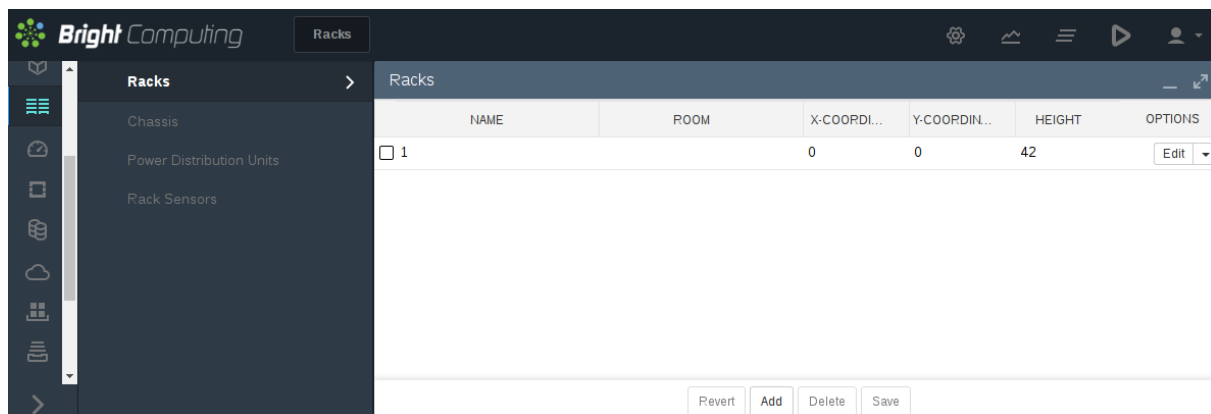 Bright Computing
Racks
Racks
Chassis
Power Distribution Units
Rack Sensors
Racks
NAME ROOM X-COORDI... Y-COORDIN... HEIGHT OPTIONS
1 0 0 42 Edit
Revert Add Delete Save